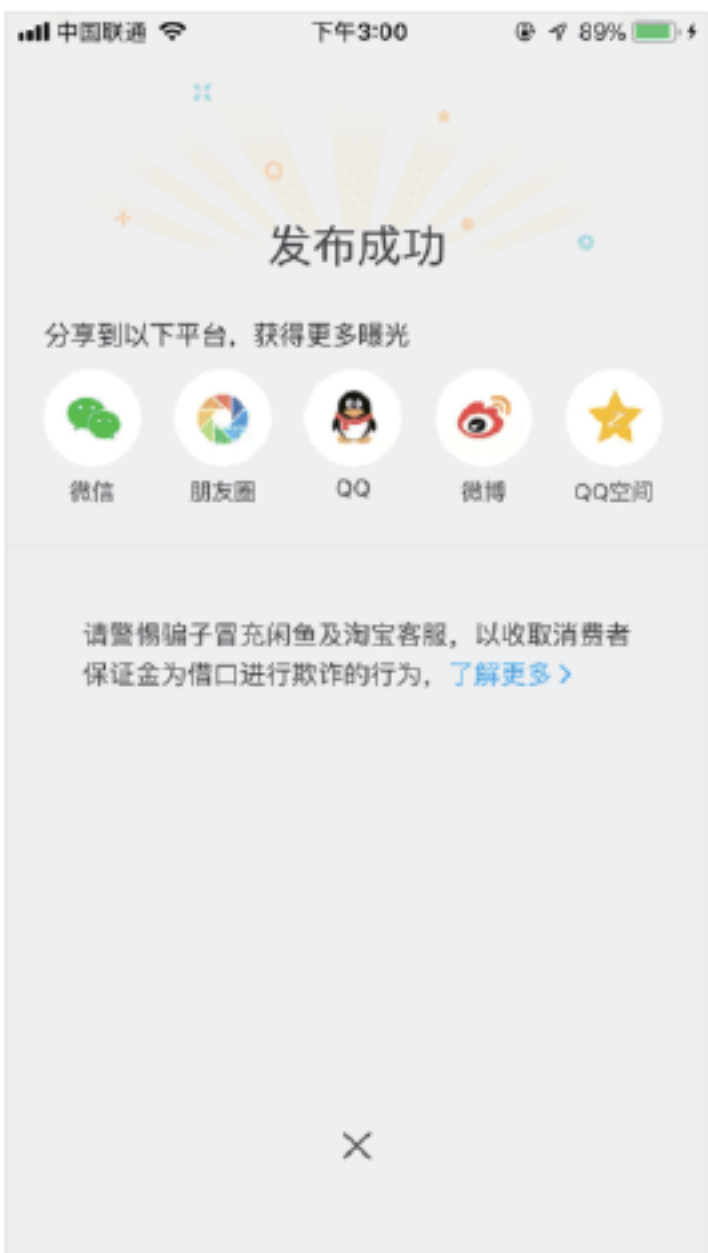 中国联通 下午3:00 89%
发布成功
分享到以下平台，获得更多曝光
微信 朋友圈 QQ 微博 QQ空间
请警惕骗子冒充闲鱼及淘宝客服，以收取消费者
保证金为借口进行欺诈的行为，了解更多>